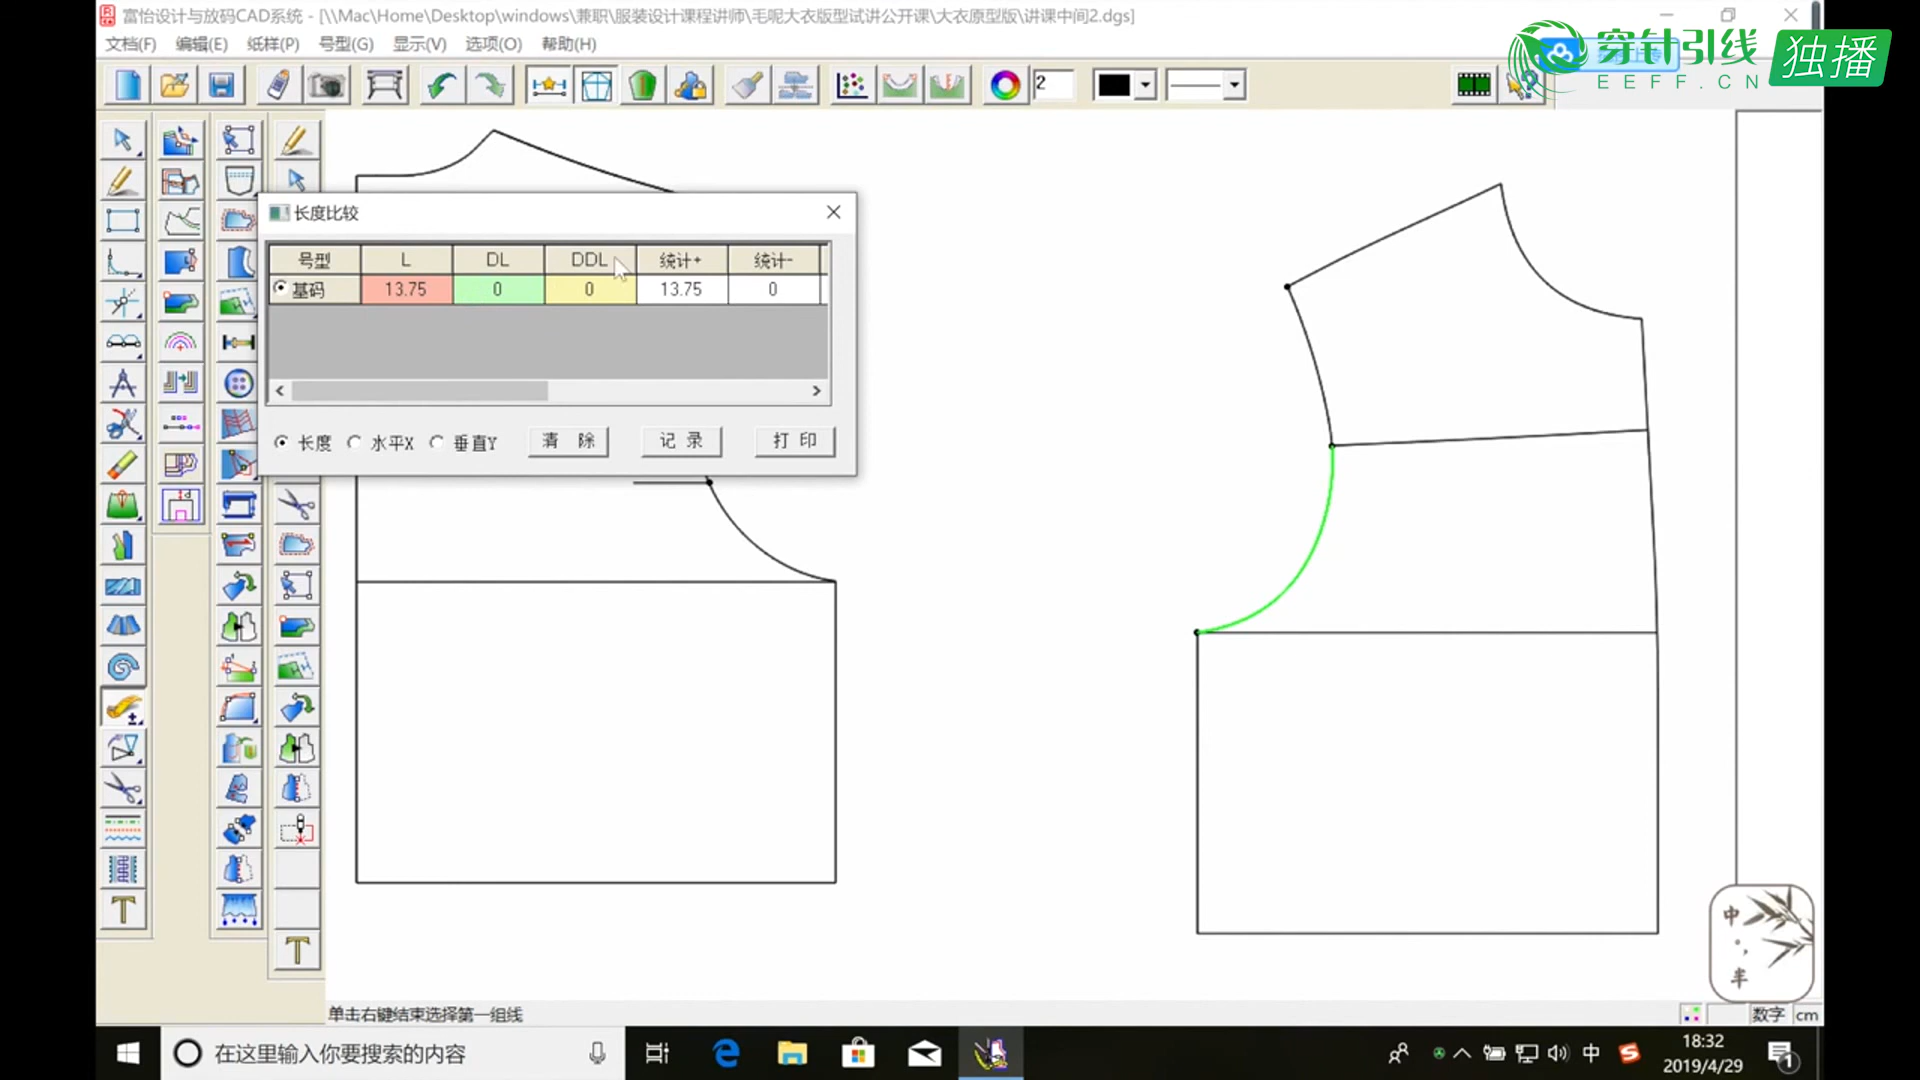 富怡设计与放码CAD系统 - [\\Mac\Home\Desktop\windows\兼职\服装设计课程讲师\毛呢大衣版型试讲公开课\大衣原型版\讲课中间2.dgs]
文档(F) 编辑(E) 纸样(P) 号型(G) 显示(V) 选项(O) 帮助(H)
穿针引线
EEFF.CN
独播
2
长度比较
号型 L DL DDL 统计+ 统计-
基码 13.75 0 0 13.75 0
长度 水平X 垂直Y 清 除 记 录 打 印
T
T
中
半
单击右键结束选择第一组线
数字 cm
在这里输入你要搜索的内容
中
18:32
2019/4/29
1